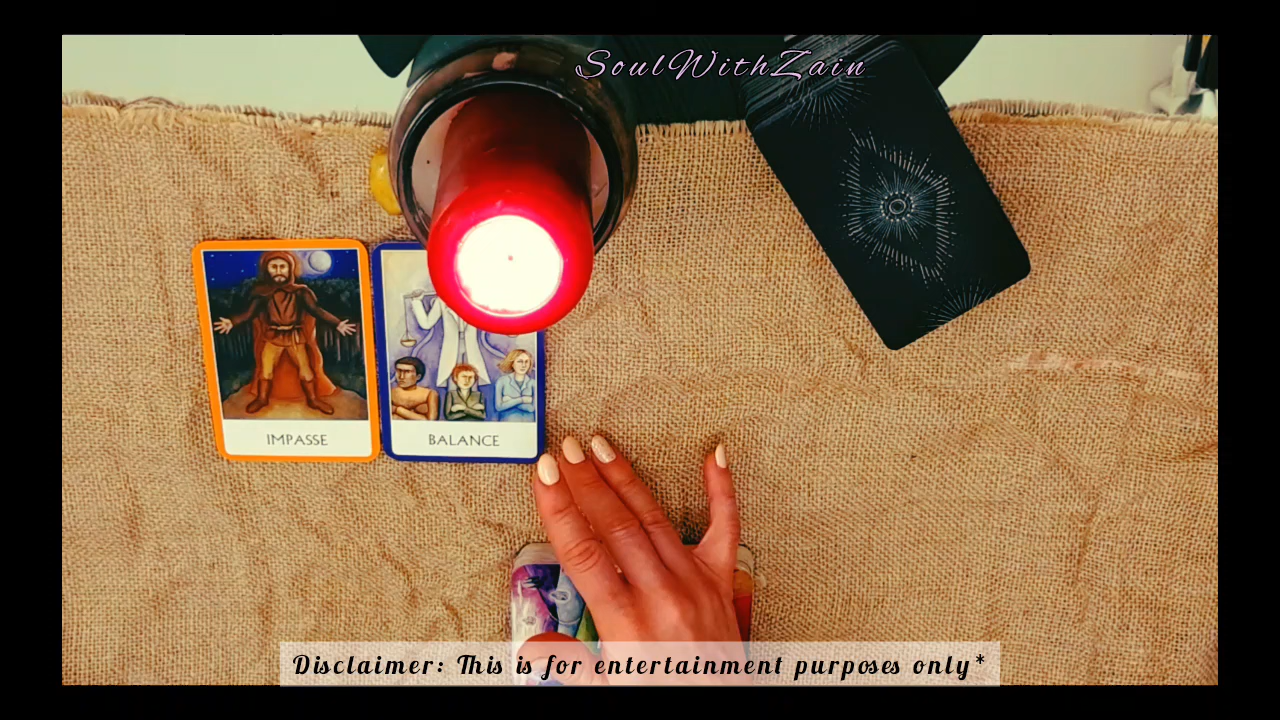 SoulWithZain
IMPASSE
BALANCE
Disclaimer: This is for entertainment purposes only*